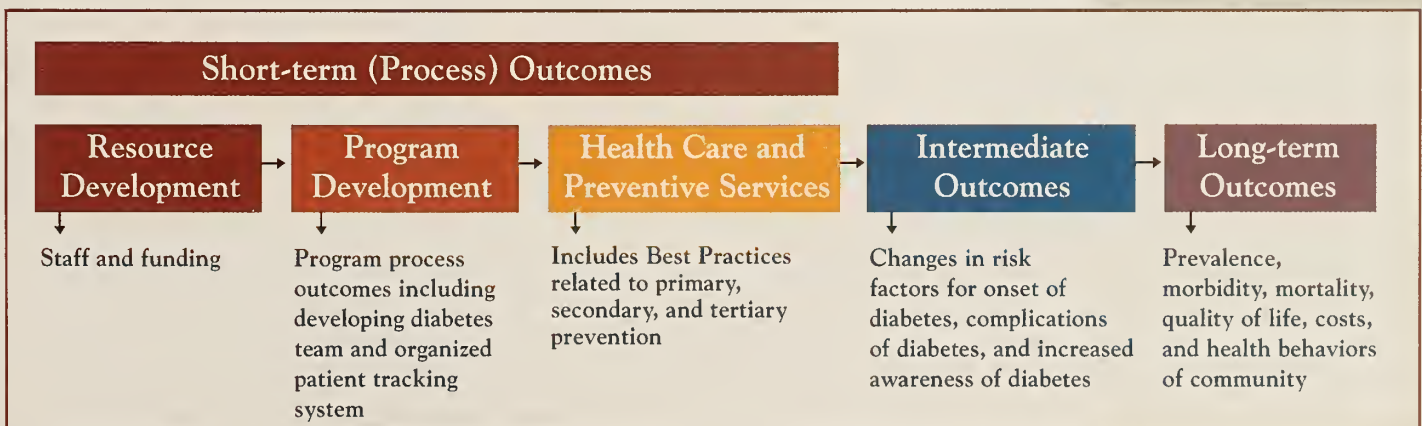 Short-term (Process) Outcomes
Resource
Development
Program
Development
Health Care and
Preventive Services
Intermediate
Outcomes
Long-term
Outcomes
Staff and funding
Program process
outcomes including
developing diabetes
team and organized
patient tracking
system
Includes Best Practices
related to primary,
secondary, and tertiary
prevention
Changes in risk
factors for onset of
diabetes, complications
of diabetes, and increased
awareness of diabetes
Prevalence,
morbidity, mortality,
quality of life, costs,
and health behaviors
of community